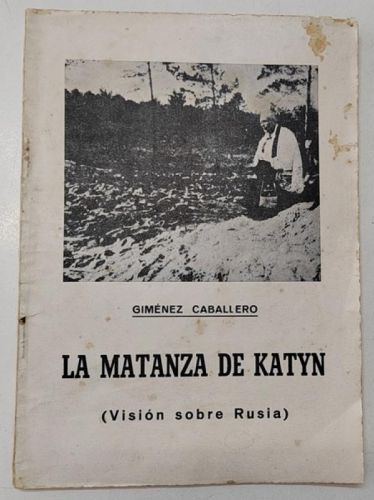 GIMÉNEZ CABALLERO
LA MATANZA DE KATYN
(Visión sobre Rusia)